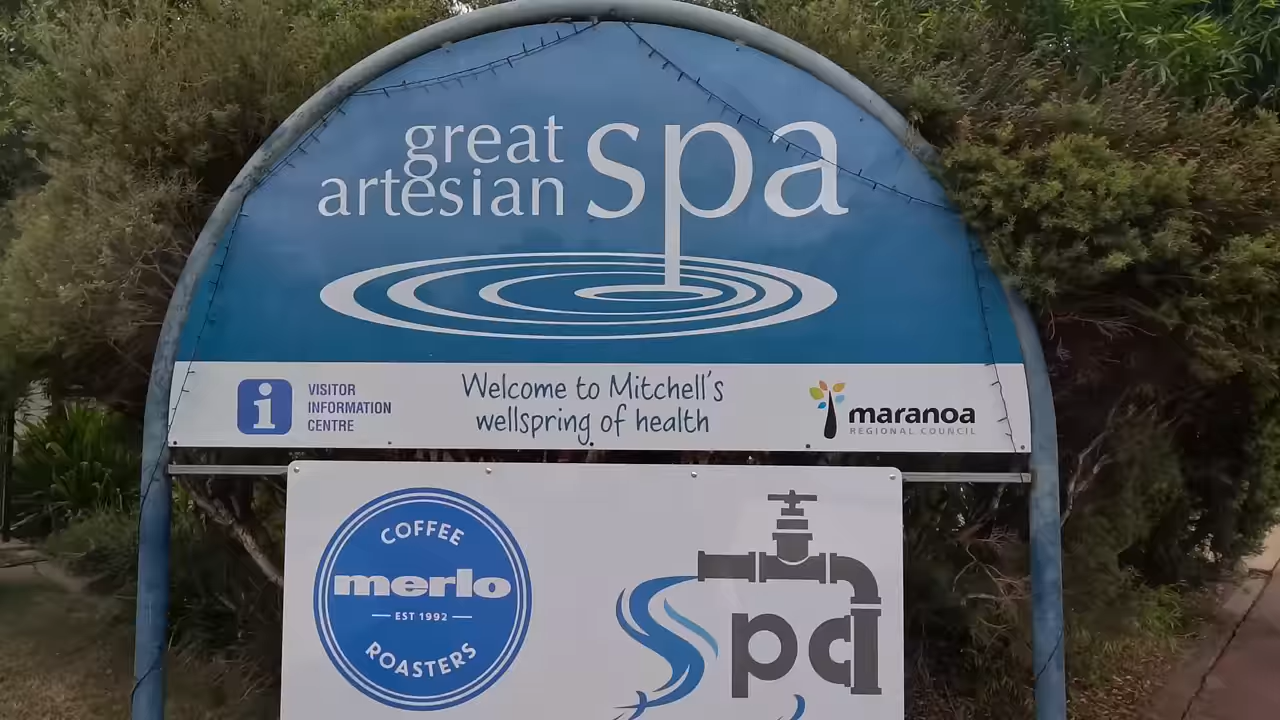 great
artesian spa
i
VISITOR
INFORMATION
CENTRE
Welcome to Mitchell's
wellspring of health
maranoa
REGIONAL COUNCIL
COFFEE
merlo
EST 1992
ROASTERS
Spa